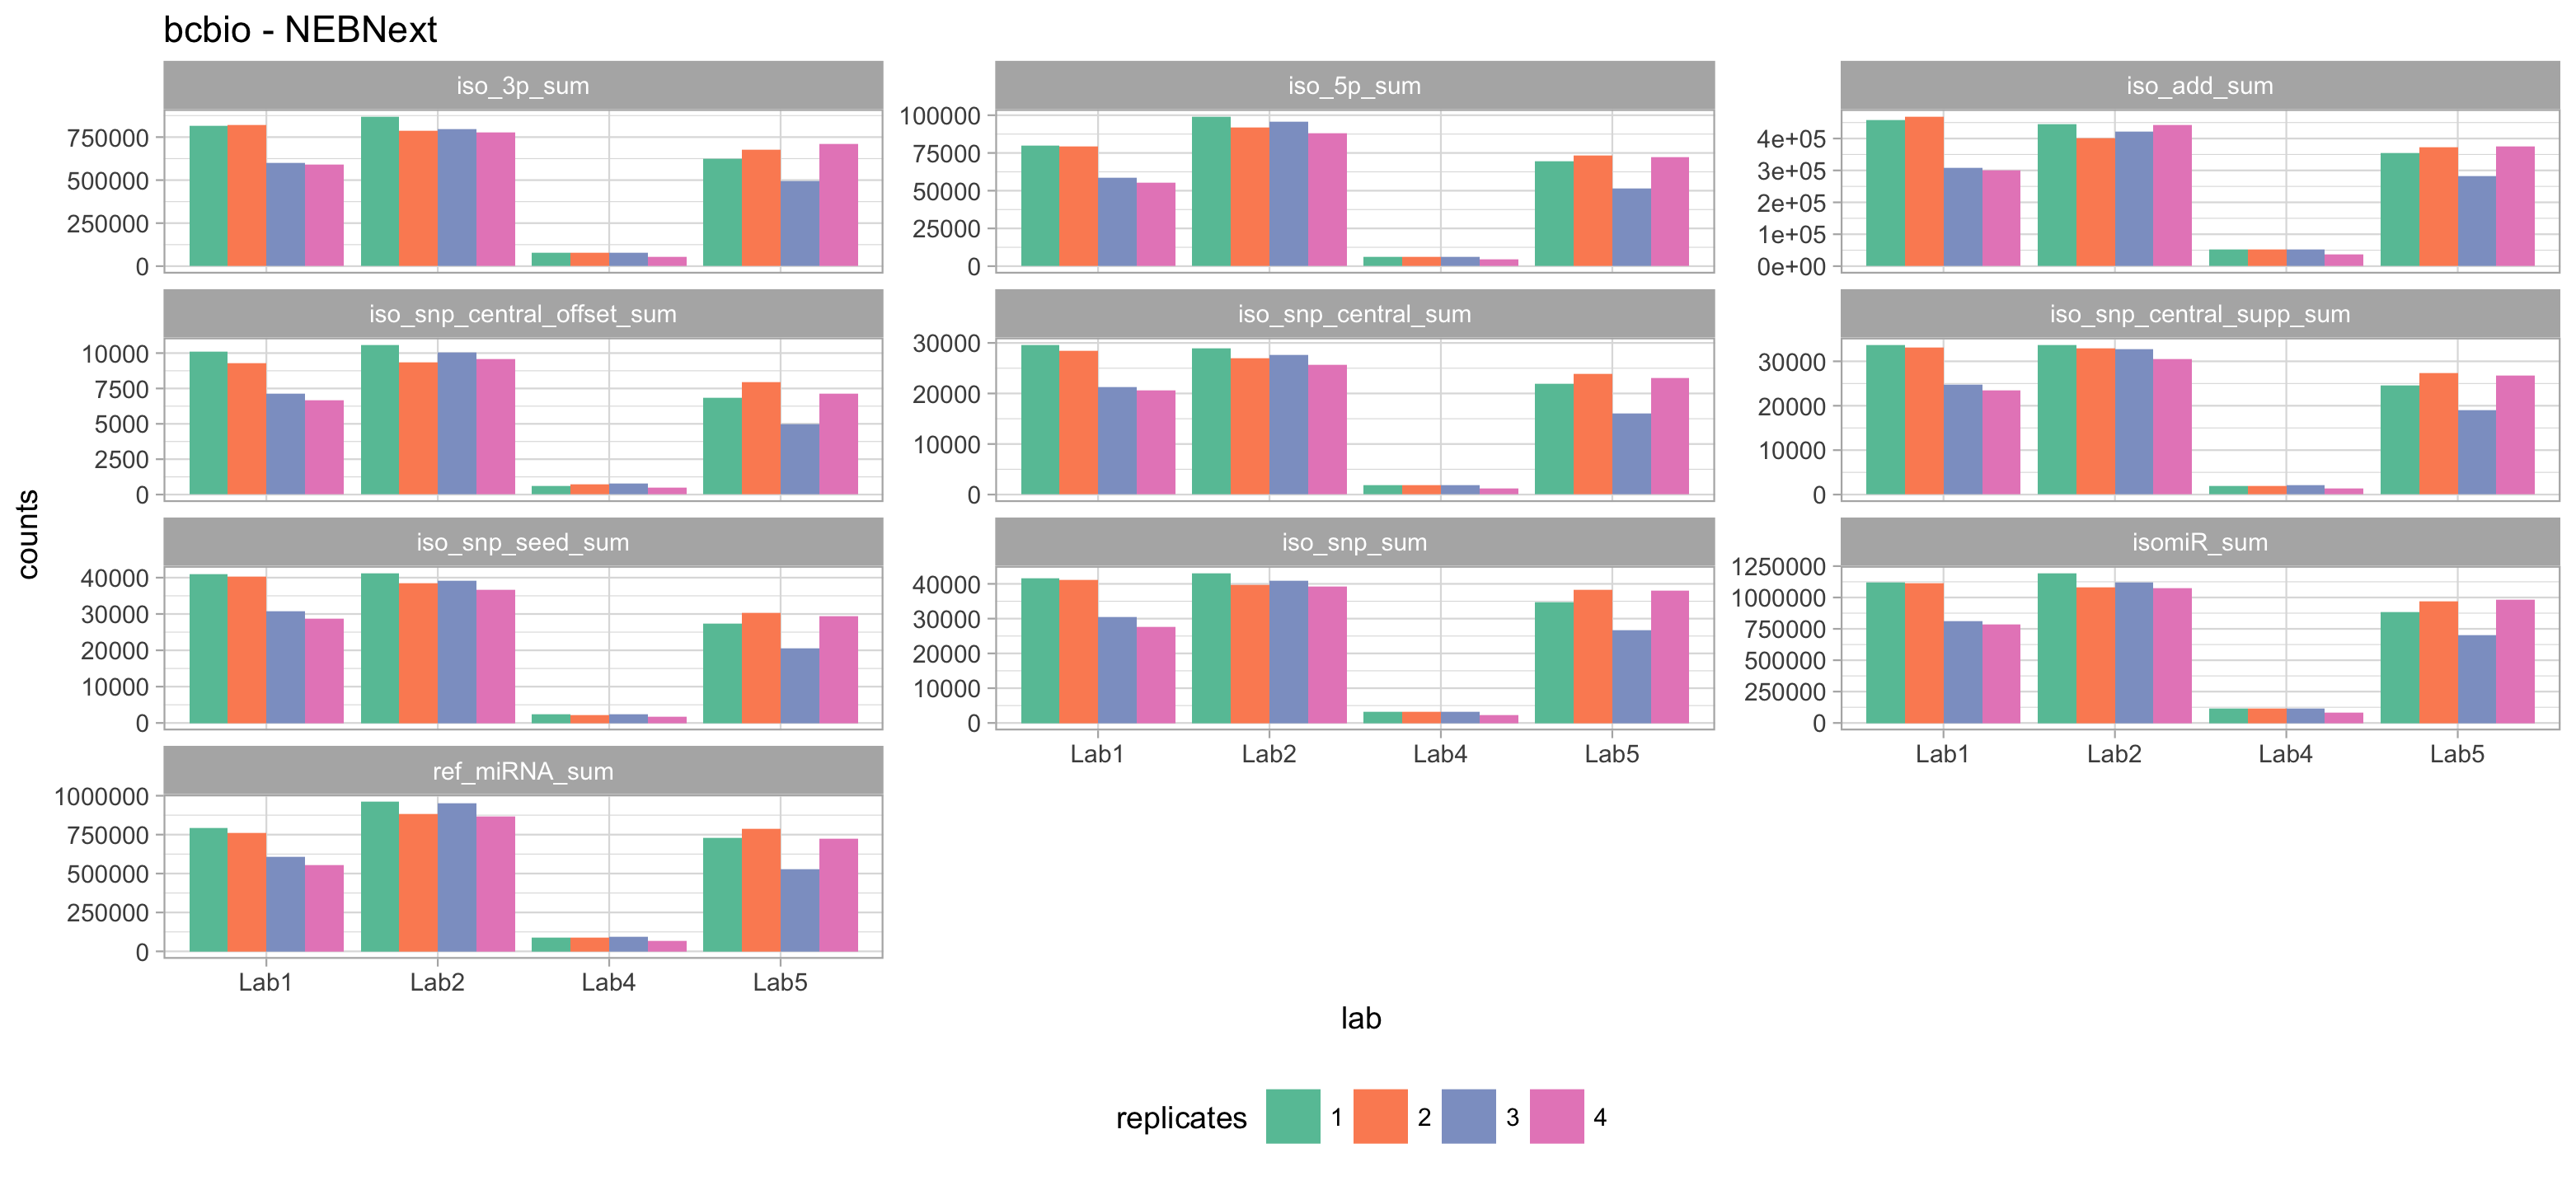 bcbio - NEBNext
iso_3p_sum
iso_5p_sum
iso_add_sum
750000
500000
250000
0
100000
75000
50000
25000
0
4e+05
3e+05
2e+05
1e+05
0e+00
iso_snp_central_offset_sum
iso_snp_central_sum
iso_snp_central_supp_sum
10000
7500
5000
2500
0
30000
20000
10000
0
30000
20000
10000
0
counts
iso_snp_seed_sum
iso_snp_sum
isomiR_sum
40000
30000
20000
10000
0
40000
30000
20000
10000
0
1250000
1000000
750000
500000
250000
0
Lab1 Lab2 Lab4 Lab5
Lab1 Lab2 Lab4 Lab5
ref_miRNA_sum
1000000
750000
500000
250000
0
Lab1 Lab2 Lab4 Lab5
lab
replicates 1 2 3 4